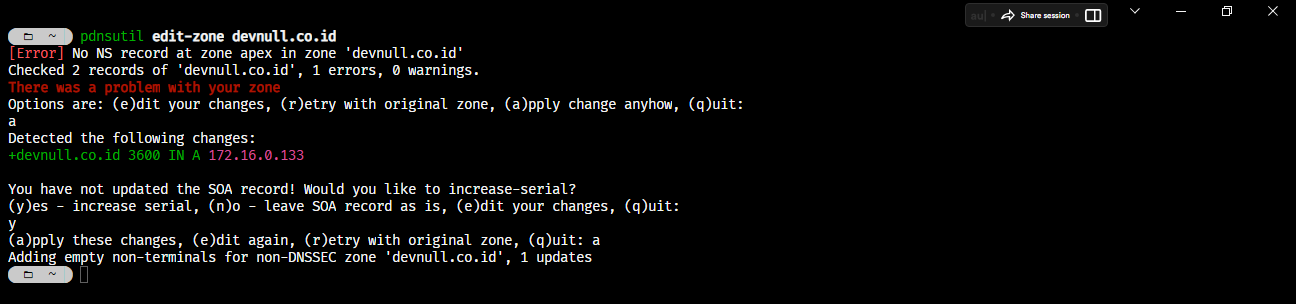 Share session
~ pdnsutil edit-zone devnull.co.id
[Error] No NS record at zone apex in zone 'devnull.co.id'
Checked 2 records of 'devnull.co.id', 1 errors, 0 warnings.
There was a problem with your zone
Options are: (e)dit your changes, (r)etry with original zone, (a)pply change anyhow, (q)uit:
a
Detected the following changes:
+devnull.co.id 3600 IN A 172.16.0.133
You have not updated the SOA record! Would you like to increase-serial?
(y)es - increase serial, (n)o - leave SOA record as is, (e)dit your changes, (q)uit:
y
(a)pply these changes, (e)dit again, (r)etry with original zone, (q)uit: a
Adding empty non-terminals for non-DNSSEC zone 'devnull.co.id', 1 updates
~